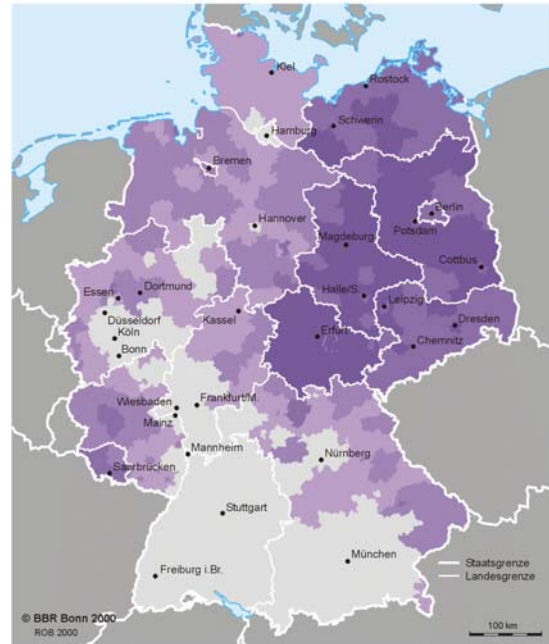 Kiel
Rostock
Schwerin
Hamburg
Bremen
Berlin
Hannover
Potsdam
Magdeburg
Cottbus
Dortmund
Essen
Halle/S.
Leipzig
Düsseldorf
Kassel
Dresden
Köln
Erfurt
Chemnitz
Bonn
Wiesbaden
Frankfurt/M.
Mainz
Mannheim
Nürnberg
Saarbrücken
Stuttgart
München
Staatsgrenze
Landesgrenze
Freiburg i.Br.
© BBR Bonn 2000
ROB 2000
100 km